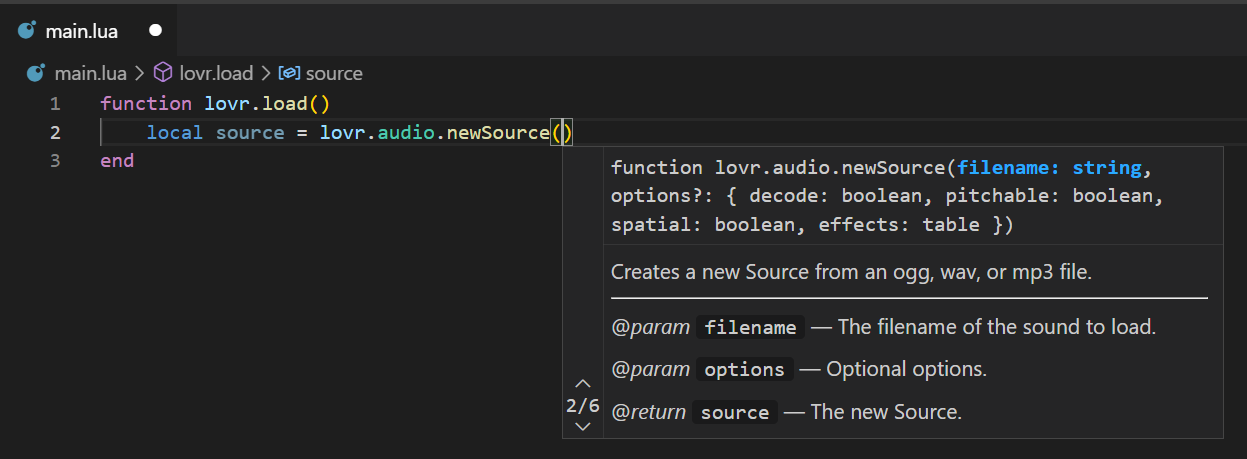 main.lua
main.lua > lovr.load > source
1 function lovr.load()
2 local source = lovr.audio.newSource()
3 end
function lovr.audio.newSource(filename: string,
options?: { decode: boolean, pitchable: boolean,
spatial: boolean, effects: table })
Creates a new Source from an ogg, wav, or mp3 file.
@param filename — The filename of the sound to load.
@param options — Optional options.
2/6
@return source — The new Source.